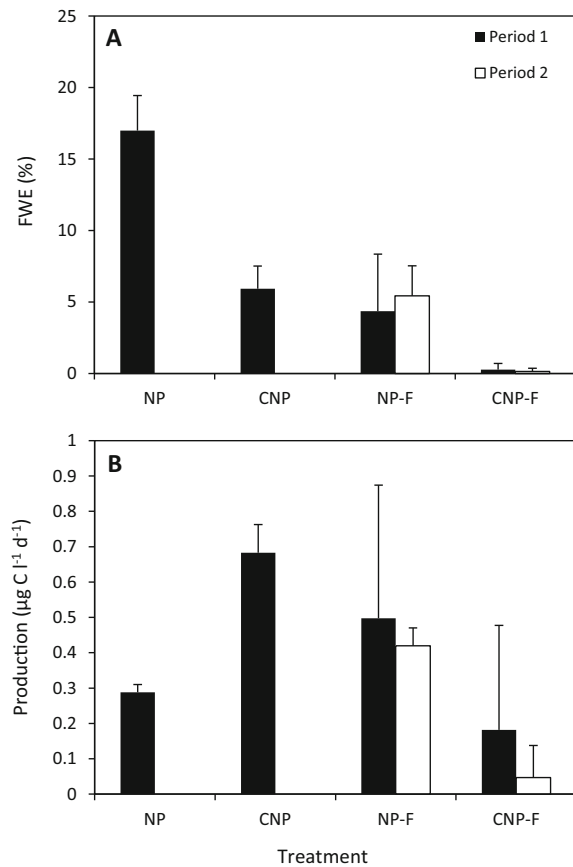 A
Period 1
Period 2
25
20
15
10
5
0
FWE (%)
NP CNP NP-F CNP-F
B
1
0.9
0.8
0.7
0.6
0.5
0.4
0.3
0.2
0.1
0
Production (µg C l⁻¹ d⁻¹)
NP CNP NP-F CNP-F
Treatment